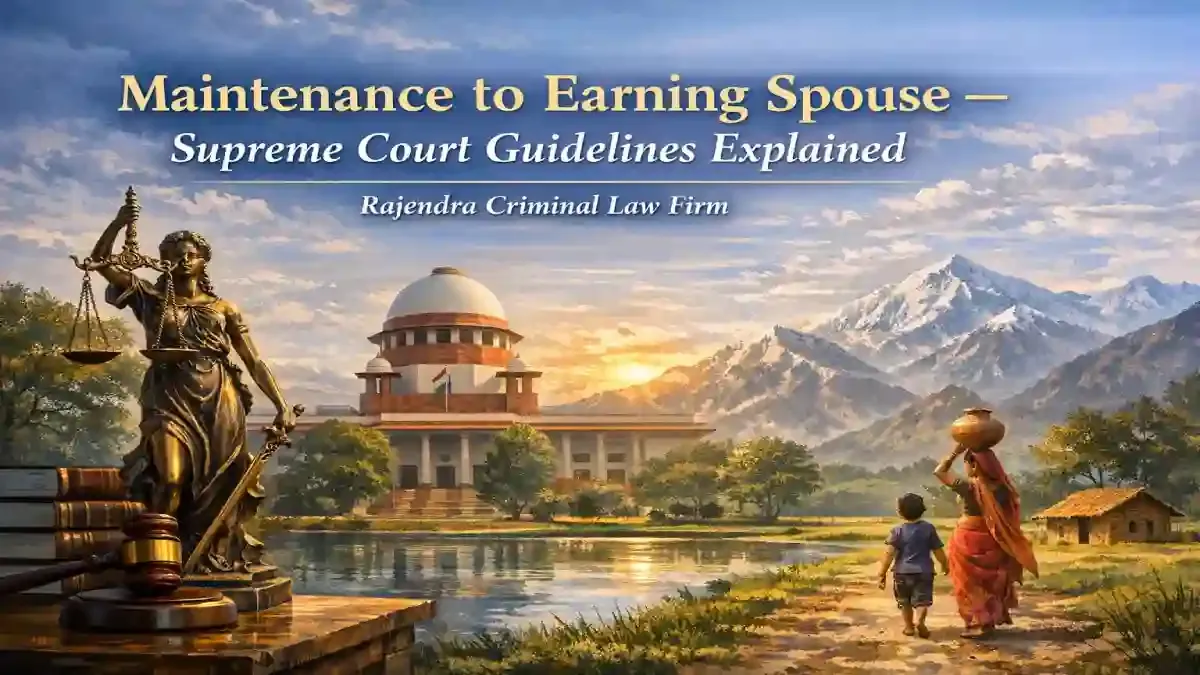 Maintenance to Earning Spouse —
Supreme Court Guidelines Explained
Rajendra Criminal Law Firm